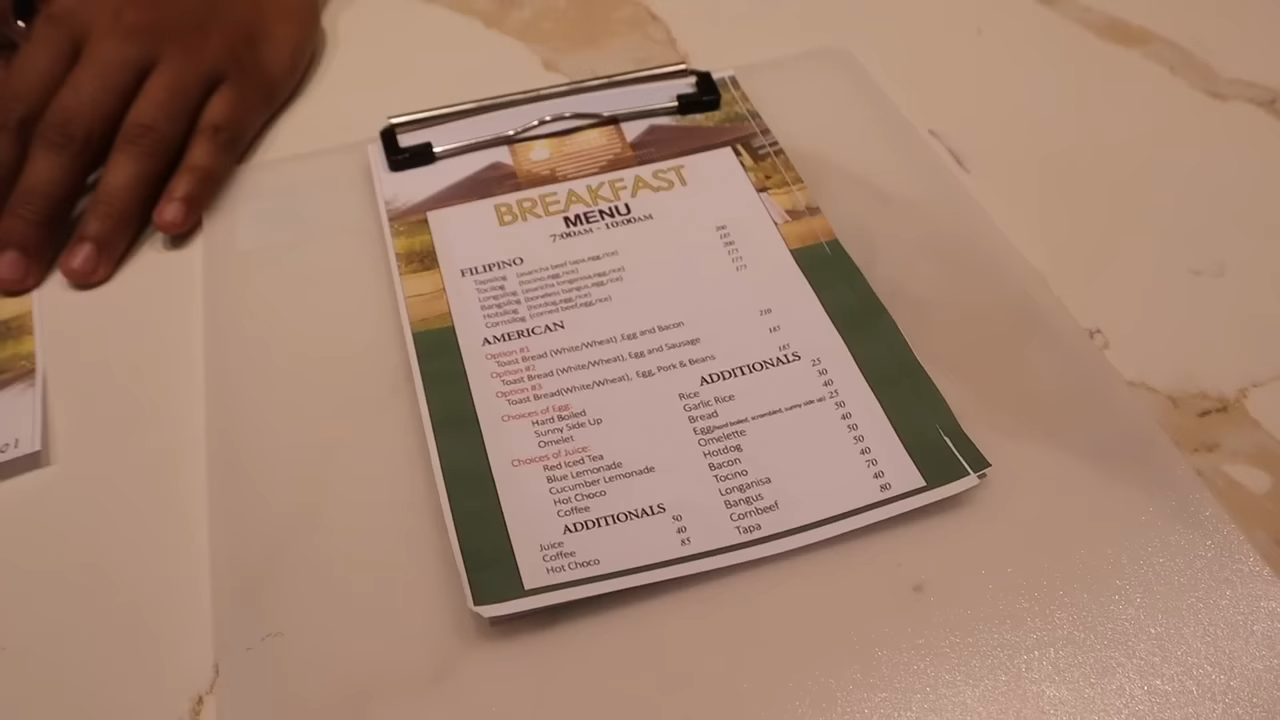 BREAKFAST
MENU
7:00AM - 10:00AM
FILIPINO
Tapsilog (asiancha beef tapa,egg,rice) 200
Tocilog (tocino,egg,rice) 185
Longsilog (asiancha longanisa,egg,rice) 200
Bangsilog (boneless bangus,egg,rice) 175
Hotsilog (hotdog,egg,rice) 175
Cornsilog (corned beef,egg,rice) 175
AMERICAN
Option #1
Toast Bread (White/Wheat) ,Egg and Bacon 210
Option #2
Toast Bread (White/Wheat), Egg and Sausage 185
Option #3
Toast Bread(White/Wheat), Egg, Pork & Beans 185
Choices of Egg:
Hard Boiled
Sunny Side Up
Omelet
Choices of Juice:
Red Iced Tea
Blue Lemonade
Cucumber Lemonade
Hot Choco
Coffee
ADDITIONALS
Juice 50
Coffee 40
Hot Choco 85
ADDITIONALS
Rice 25
Garlic Rice 30
Bread 40
Egg(hard boiled, scrambled, sunny side up) 25
Omelette 50
Hotdog 40
Bacon 50
Tocino 50
Longanisa 40
Bangus 70
Cornbeef 40
Tapa 80